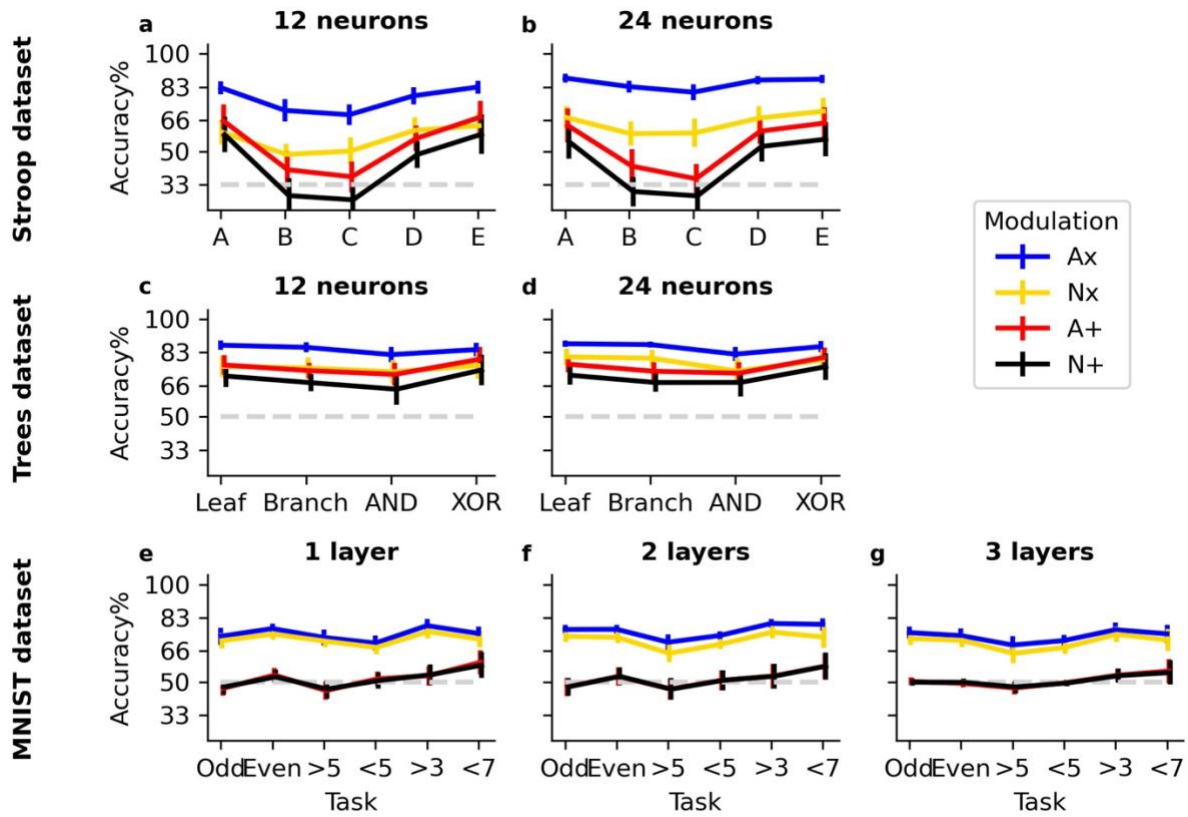 Stroop dataset
a 12 neurons
Accuracy%
100
83
66
50
33
A B C D E
b 24 neurons
A B C D E
Modulation
Ax
Nx
A+
N+
Trees dataset
c 12 neurons
Accuracy%
100
83
66
50
33
Leaf Branch AND XOR
d 24 neurons
Leaf Branch AND XOR
MNIST dataset
e 1 layer
Accuracy%
100
83
66
50
33
Odd Even >5 <5 >3 <7
Task
f 2 layers
Odd Even >5 <5 >3 <7
Task
g 3 layers
Odd Even >5 <5 >3 <7
Task